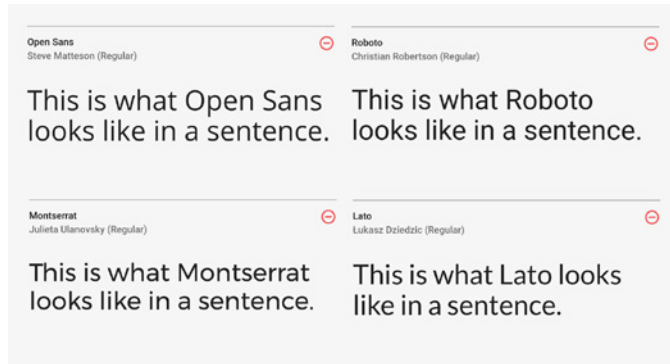 Open Sans
Steve Matteson (Regular)
This is what Open Sans
looks like in a sentence.
Roboto
Christian Robertson (Regular)
This is what Roboto
looks like in a sentence.
Montserrat
Julieta Ulanovsky (Regular)
This is what Montserrat
looks like in a sentence.
Lato
Łukasz Dziedzic (Regular)
This is what Lato looks
like in a sentence.